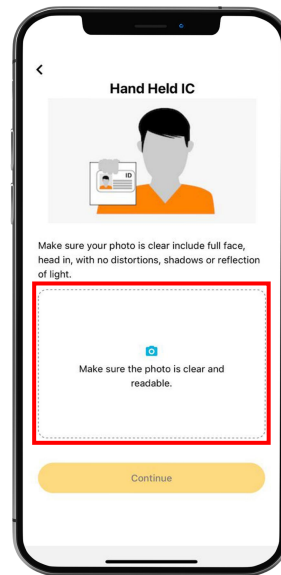 Hand Held IC
ID
Make sure your photo is clear include full face,
head in, with no distortions, shadows or reflection
of light.
Make sure the photo is clear and
readable.
Continue